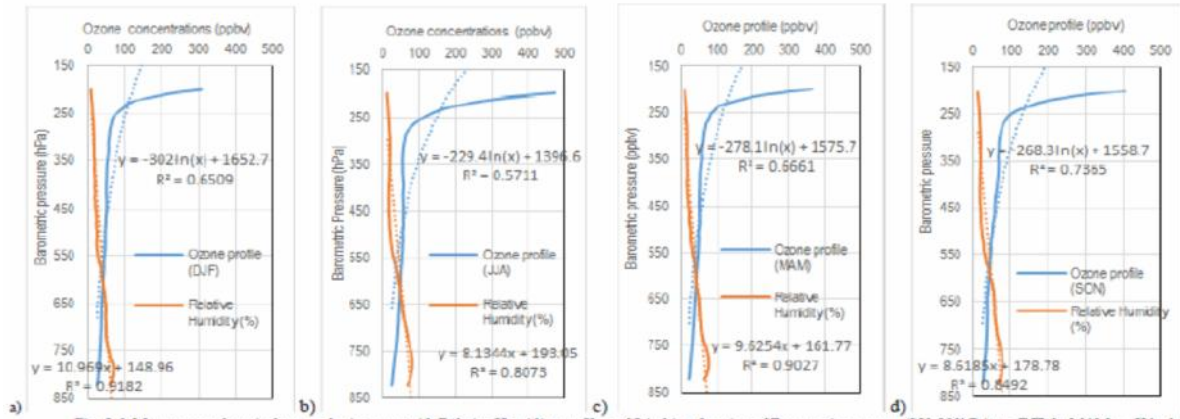 Ozone concentrations (ppbv)
0 100 200 300 400 500
150
250
350
450
550
650
750
850
Barometric pressure (hPa)
y = -302ln(x) + 1652.7
R² = 0.6509
Ozone profile
(DJF)
Relative
Humidity(%)
y = 10.969x + 148.96
R² = 0.9182
a)
Ozone concentrations (ppbv)
0 100 200 300 400 500
150
250
350
450
550
650
750
850
Barometric Pressure (hPa)
y = -229.4ln(x) + 1396.6
R² = 0.5711
Ozone profile
(JJA)
Relative
Humidity(%)
y = 8.1344x + 193.05
R² = 0.8073
b)
Ozone profile (ppbv)
0 100 200 300 400 500
150
250
350
450
550
650
750
850
Barometric pressure (ppbv)
y = -278.1ln(x) + 1575.7
R² = 0.6661
Ozone profile
(MAM)
Relative
Humidity(%)
y = 9.6254x + 161.77
R² = 0.9027
c)
Ozone profile (ppbv)
0 100 200 300 400 500
150
250
350
450
550
650
750
850
Barometric pressure
y = -268.3ln(x) + 1558.7
R² = 0.7365
Ozone profile
(SON)
Relative Humidity
(%)
y = 8.6185x + 178.78
R² = 0.8492
d)